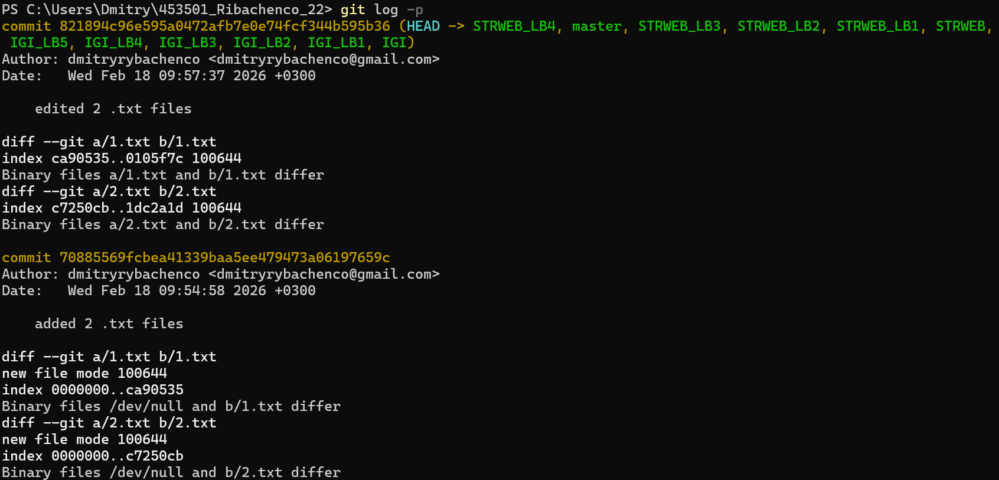 PS C:\Users\Dmitry\453501_Ribachenco_22> git log -p
commit 821894c96e595a0472afb7e0e74fcf344b595b36 (HEAD -> STRWEB_LB4, master, STRWEB_LB3, STRWEB_LB2, STRWEB_LB1, STRWEB,
 IGI_LB5, IGI_LB4, IGI_LB3, IGI_LB2, IGI_LB1, IGI)
Author: dmitryrybachenco <dmitryrybachenco@gmail.com>
Date:   Wed Feb 18 09:57:37 2026 +0300
    edited 2 .txt files
diff --git a/1.txt b/1.txt
index ca90535..0105f7c 100644
Binary files a/1.txt and b/1.txt differ
diff --git a/2.txt b/2.txt
index c7250cb..1dc2a1d 100644
Binary files a/2.txt and b/2.txt differ
commit 70885569fcbea41339baa5ee479473a06197659c
Author: dmitryrybachenco <dmitryrybachenco@gmail.com>
Date:   Wed Feb 18 09:54:58 2026 +0300
    added 2 .txt files
diff --git a/1.txt b/1.txt
new file mode 100644
index 0000000..ca90535
Binary files /dev/null and b/1.txt differ
diff --git a/2.txt b/2.txt
new file mode 100644
index 0000000..c7250cb
Binary files /dev/null and b/2.txt differ